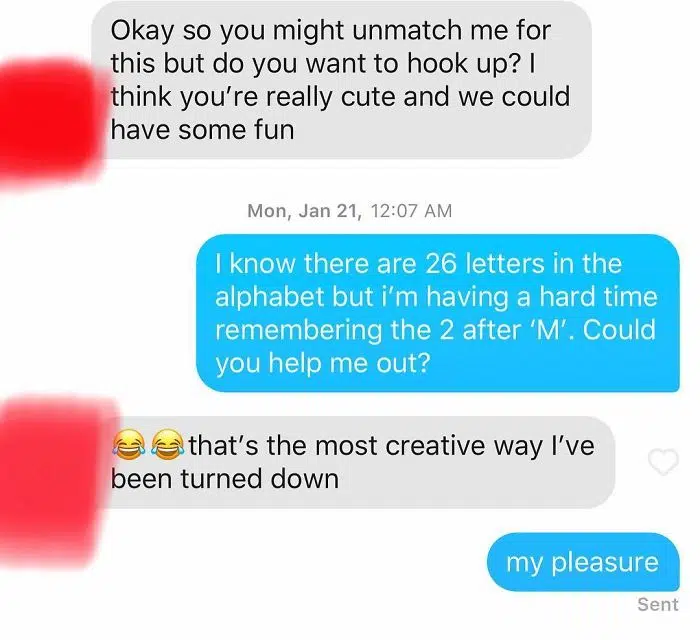 Okay so you might unmatch me for
this but do you want to hook up? I
think you're really cute and we could
have some fun
Mon, Jan 21, 12:07 AM
I know there are 26 letters in the
alphabet but i'm having a hard time
remembering the 2 after 'M'. Could
you help me out?
😂😂that's the most creative way I've
been turned down
my pleasure
Sent